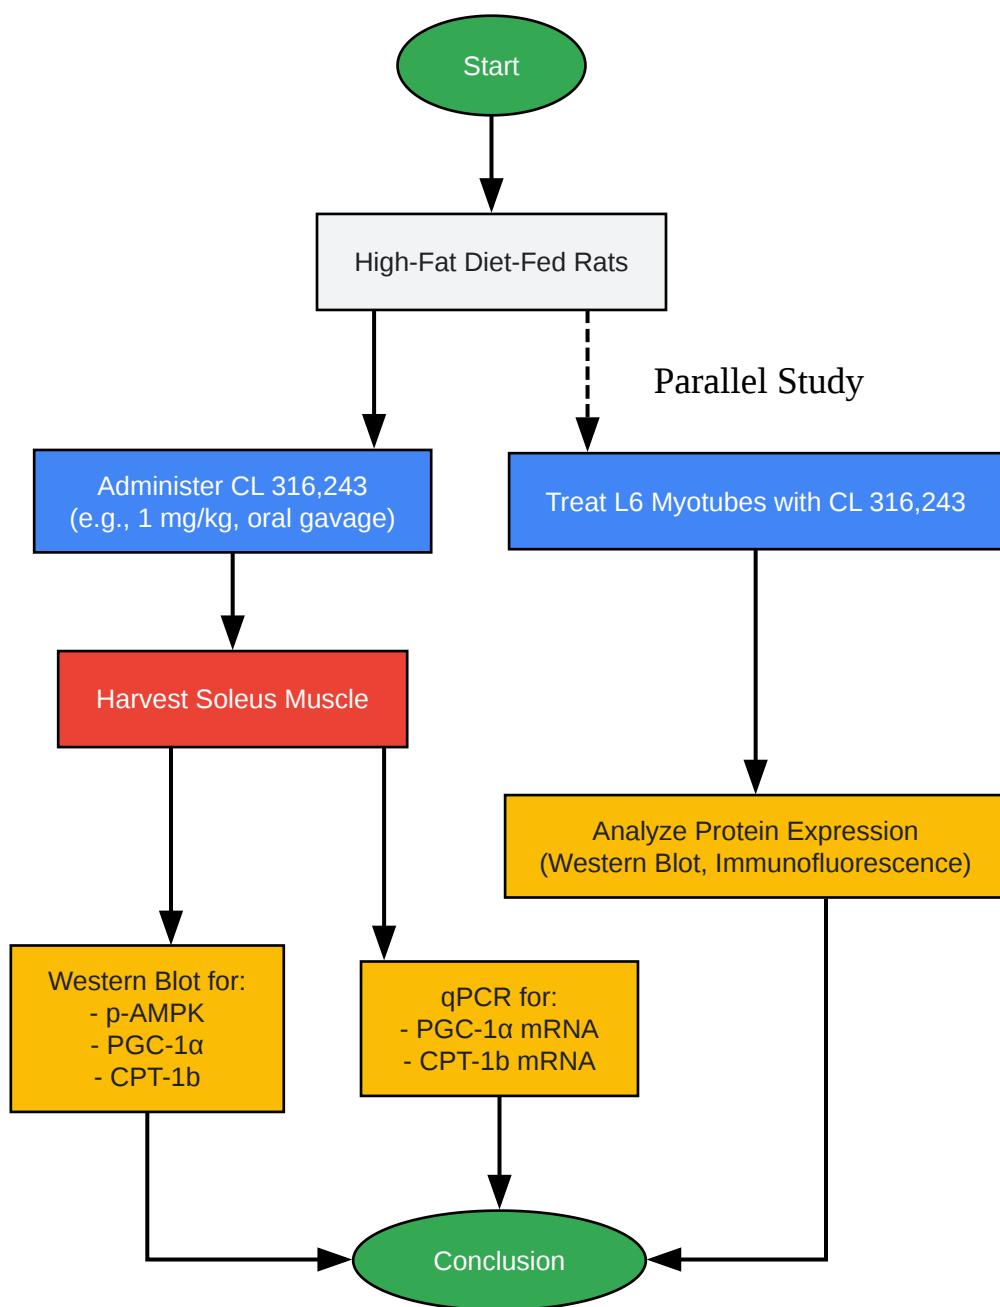 Start
High-Fat Diet-Fed Rats
Parallel Study
Administer CL 316,243
(e.g., 1 mg/kg, oral gavage)
Treat L6 Myotubes with CL 316,243
Harvest Soleus Muscle
Analyze Protein Expression
(Western Blot, Immunofluorescence)
Western Blot for:
- p-AMPK
- PGC-1α
- CPT-1b
qPCR for:
- PGC-1α mRNA
- CPT-1b mRNA
Conclusion